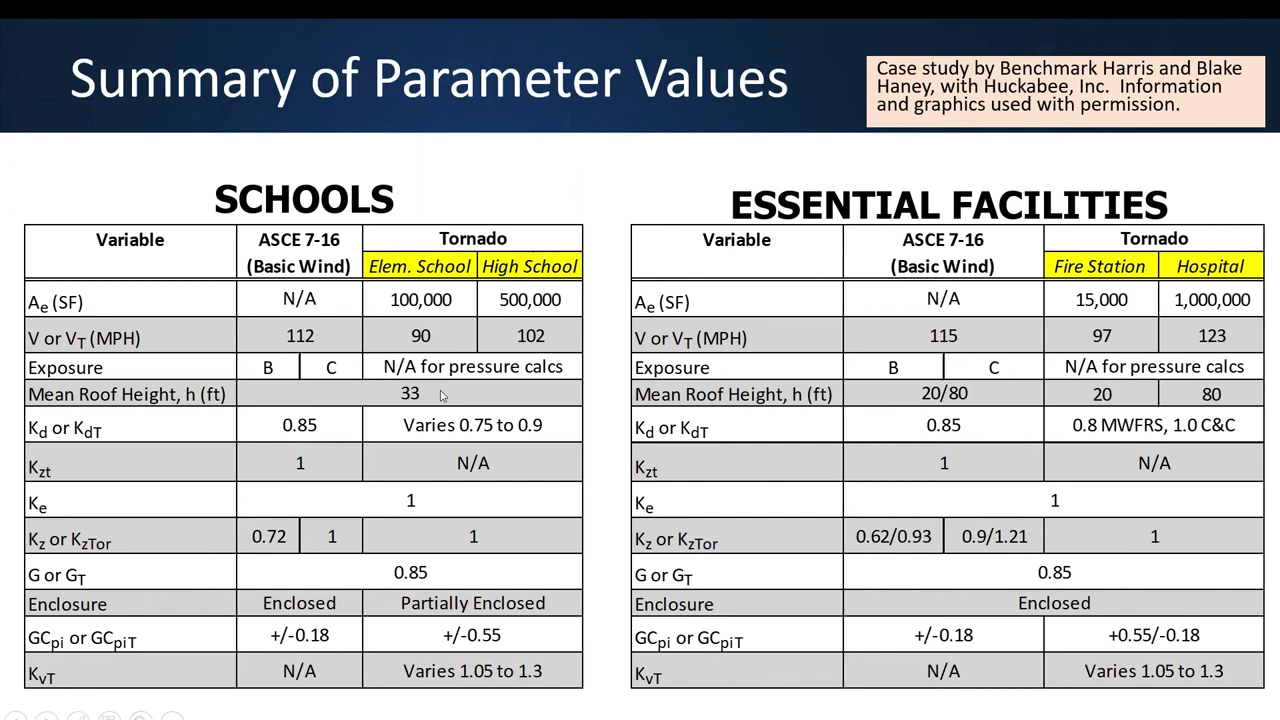 Summary of Parameter Values
Case study by Benchmark Harris and Blake
Haney, with Huckabee, Inc. Information
and graphics used with permission.
SCHOOLS
Variable ASCE 7-16 Tornado
(Basic Wind) Elem. School High School
Ae (SF) N/A 100,000 500,000
V or VT (MPH) 112 90 102
Exposure B C N/A for pressure calcs
Mean Roof Height, h (ft) 33
Kd or KdT 0.85 Varies 0.75 to 0.9
Kzt 1 N/A
Ke 1
Kz or KzTor 0.72 1 1
G or GT 0.85
Enclosure Enclosed Partially Enclosed
GCpi or GCpiT +/-0.18 +/-0.55
KvT N/A Varies 1.05 to 1.3
ESSENTIAL FACILITIES
Variable ASCE 7-16 Tornado
(Basic Wind) Fire Station Hospital
Ae (SF) N/A 15,000 1,000,000
V or VT (MPH) 115 97 123
Exposure B C N/A for pressure calcs
Mean Roof Height, h (ft) 20/80 20 80
Kd or KdT 0.85 0.8 MWFRS, 1.0 C&C
Kzt 1 N/A
Ke 1
Kz or KzTor 0.62/0.93 0.9/1.21 1
G or GT 0.85
Enclosure Enclosed
GCpi or GCpiT +/-0.18 +0.55/-0.18
KvT N/A Varies 1.05 to 1.3